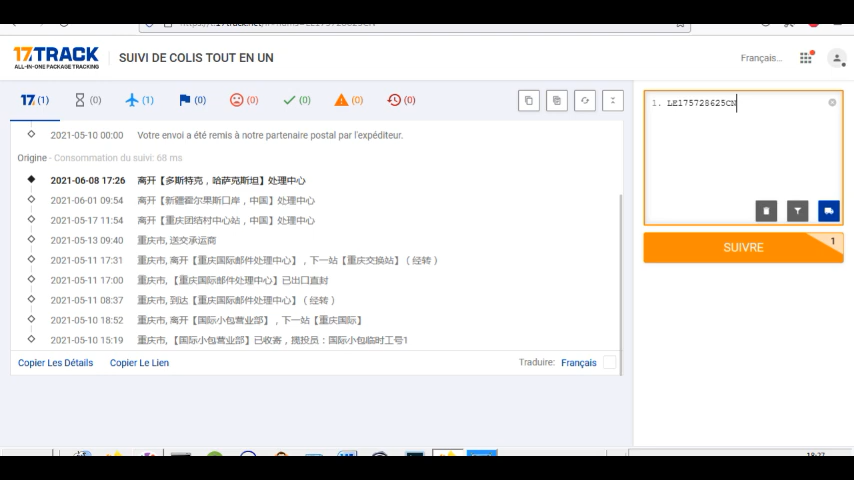 17TRACK
ALL-IN-ONE PACKAGE TRACKING
SUIVI DE COLIS TOUT EN UN
Français...
17 (1) (0) (1) (0) (0) (0) (0) (0)
2021-05-10 00:00 Votre envoi a été remis à notre partenaire postal par l'expéditeur.
Origine - Consommation du suivi: 68 ms
2021-06-08 17:26 离开【多斯特克，哈萨克斯坦】处理中心
2021-06-01 09:54 离开【新疆霍尔果斯口岸，中国】处理中心
2021-05-17 11:54 离开【重庆团结村中心站，中国】处理中心
2021-05-13 09:40 重庆市, 送交承运商
2021-05-11 17:31 重庆市, 离开【重庆国际邮件处理中心】，下一站【重庆交换站】（经转）
2021-05-11 17:00 重庆市, 【重庆国际邮件处理中心】已出口直封
2021-05-11 08:37 重庆市, 到达【重庆国际邮件处理中心】（经转）
2021-05-10 18:52 重庆市, 离开【国际小包营业部】，下一站【重庆国际】
2021-05-10 15:19 重庆市, 【国际小包营业部】已收寄，揽投员：国际小包临时工号1
Copier Les Détails Copier Le Lien Traduire: Français
1. LE175728625CN
SUIVRE 1
18:27